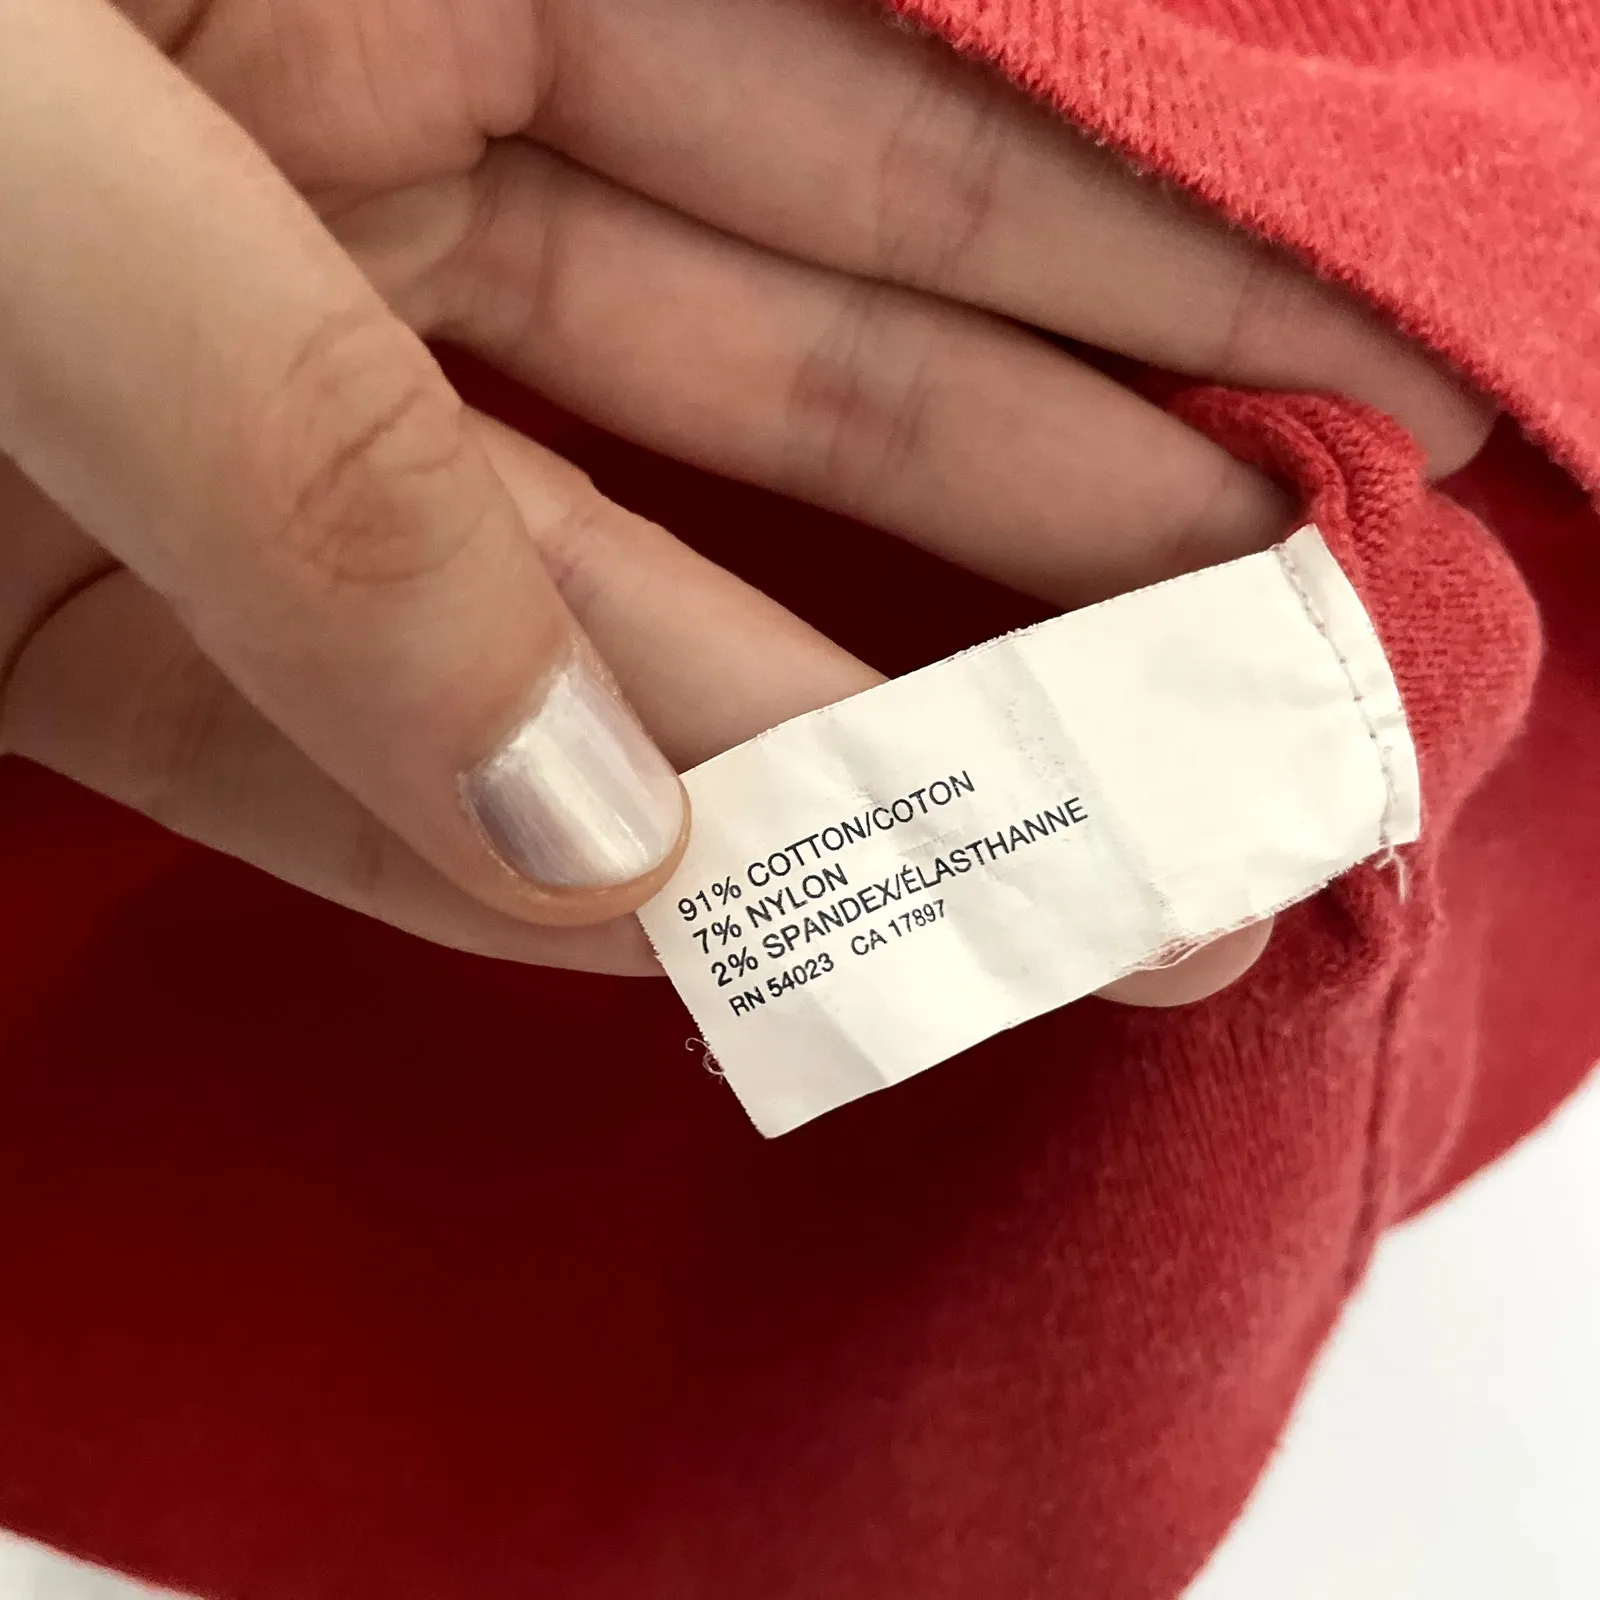 91% COTTON/COTON
7% NYLON
2% SPANDEX/ÉLASTHANNE
RN 54023 CA 17897